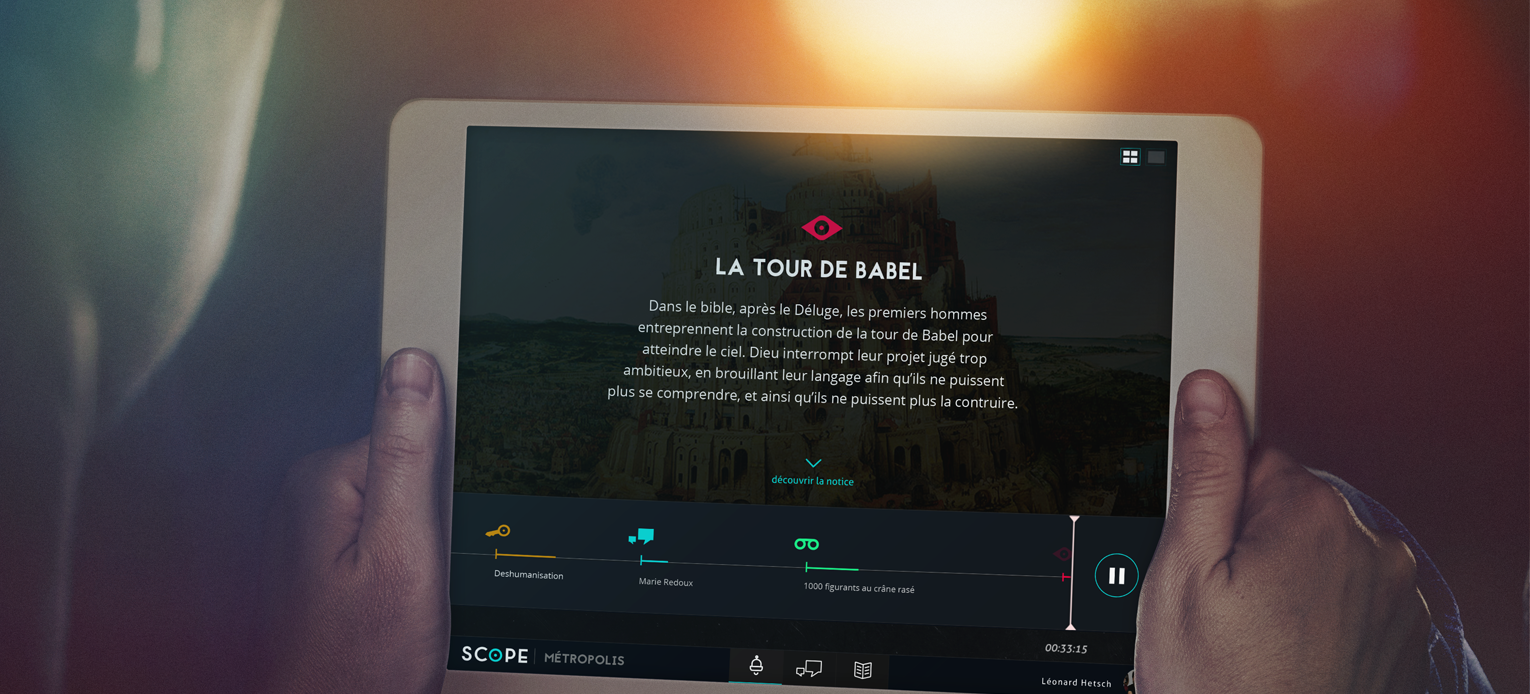 LA TOUR DE BABEL
Dans le bible, après le Déluge, les premiers hommes
entreprennent la construction de la tour de Babel pour
atteindre le ciel. Dieu interrompt leur projet jugé trop
ambitieux, en brouillant leur langage afin qu'ils ne puissent
plus se comprendre, et ainsi qu'ils ne puissent plus la contruire.
découvrir la notice
Deshumanisation
Marie Redoux
1000 figurants au crâne rasé
00:33:15
SCOPE | MÉTROPOLIS
Léonard Hetsch